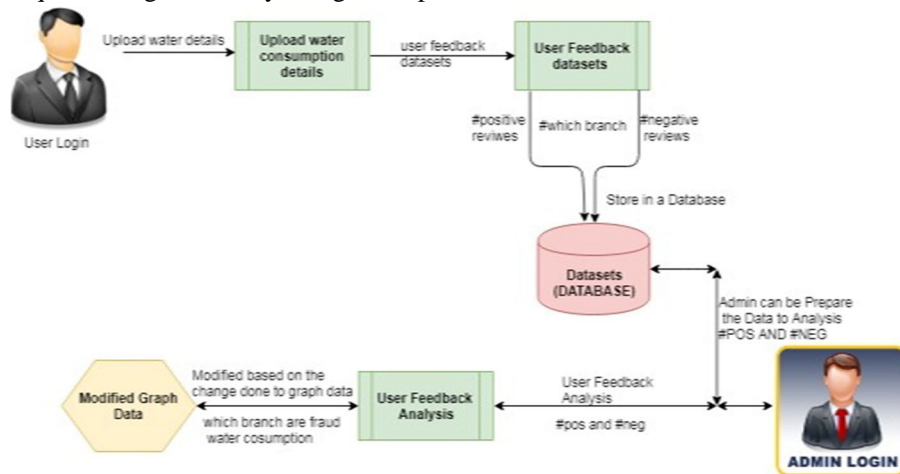 Upload water details
Upload water
consumption
details
user feedback
datasets
User Feedback
datasets
User Login
#positive
reviwes
#which branch
#negative
reviews
Store in a Database
Datasets
(DATABASE)
Admin can be Prepare
the Data to Analysis
#POS AND #NEG
Modified Graph
Data
Modified based on the
change done to graph data
which branch are fraud
water cosumption
User Feedback
Analysis
User Feedback
Analysis
#pos and #neg
ADMIN LOGIN